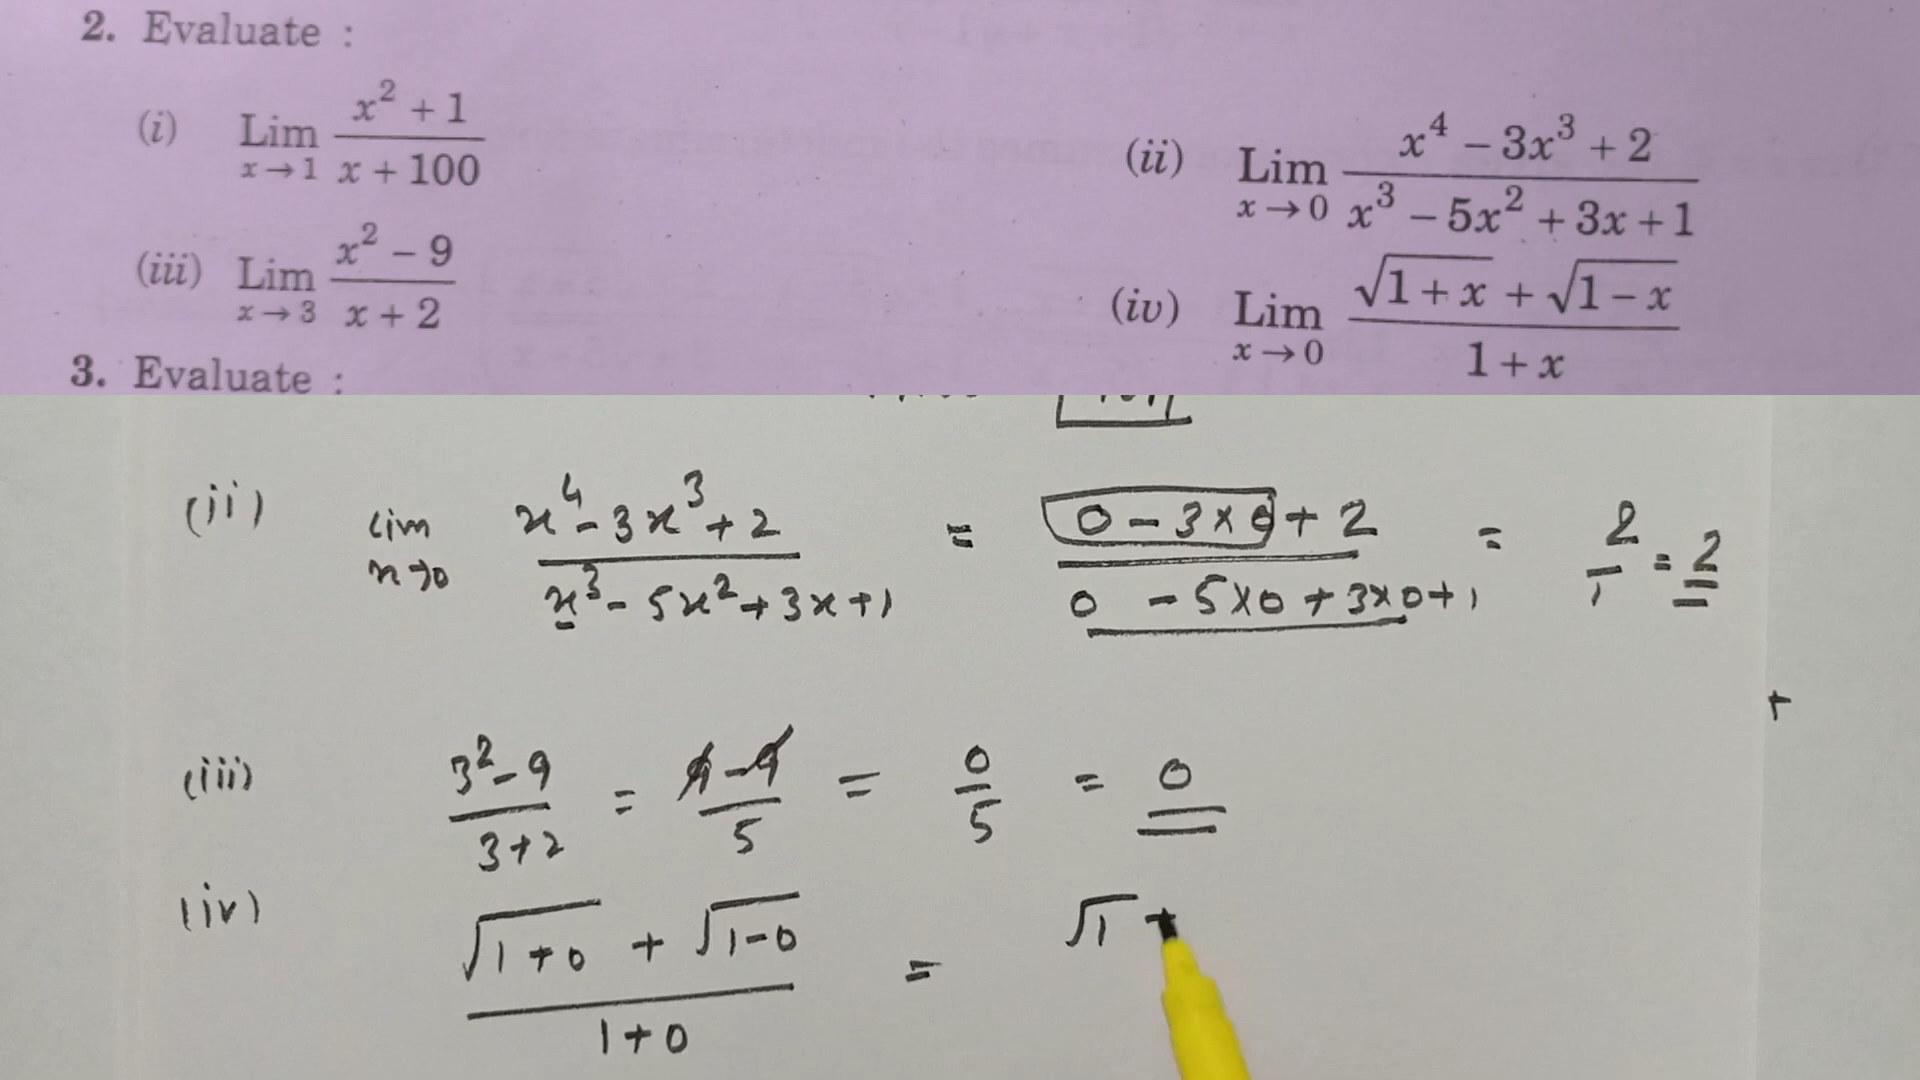 2. Evaluate :
(i) Lim x→1 (x² + 1)/(x + 100)
(ii) Lim x→0 (x⁴ – 3x³ + 2)/(x³ – 5x² + 3x + 1)
(iii) Lim x→3 (x² – 9)/(x + 2)
(iv) Lim x→0 (√(1 + x) + √(1 – x))/(1 + x)
3. Evaluate :
(ii) lim x→0 (x⁴ - 3x³ + 2)/(x³ - 5x² + 3x + 1) = (0 - 3×0 + 2)/(0 - 5×0 + 3×0 + 1) = 2/1 = 2
+
(iii) (3² - 9)/(3+2) = (9 - 9)/5 = 0/5 = 0
(iv) (√(1+0) + √(1-0))/(1+0) = √1 +